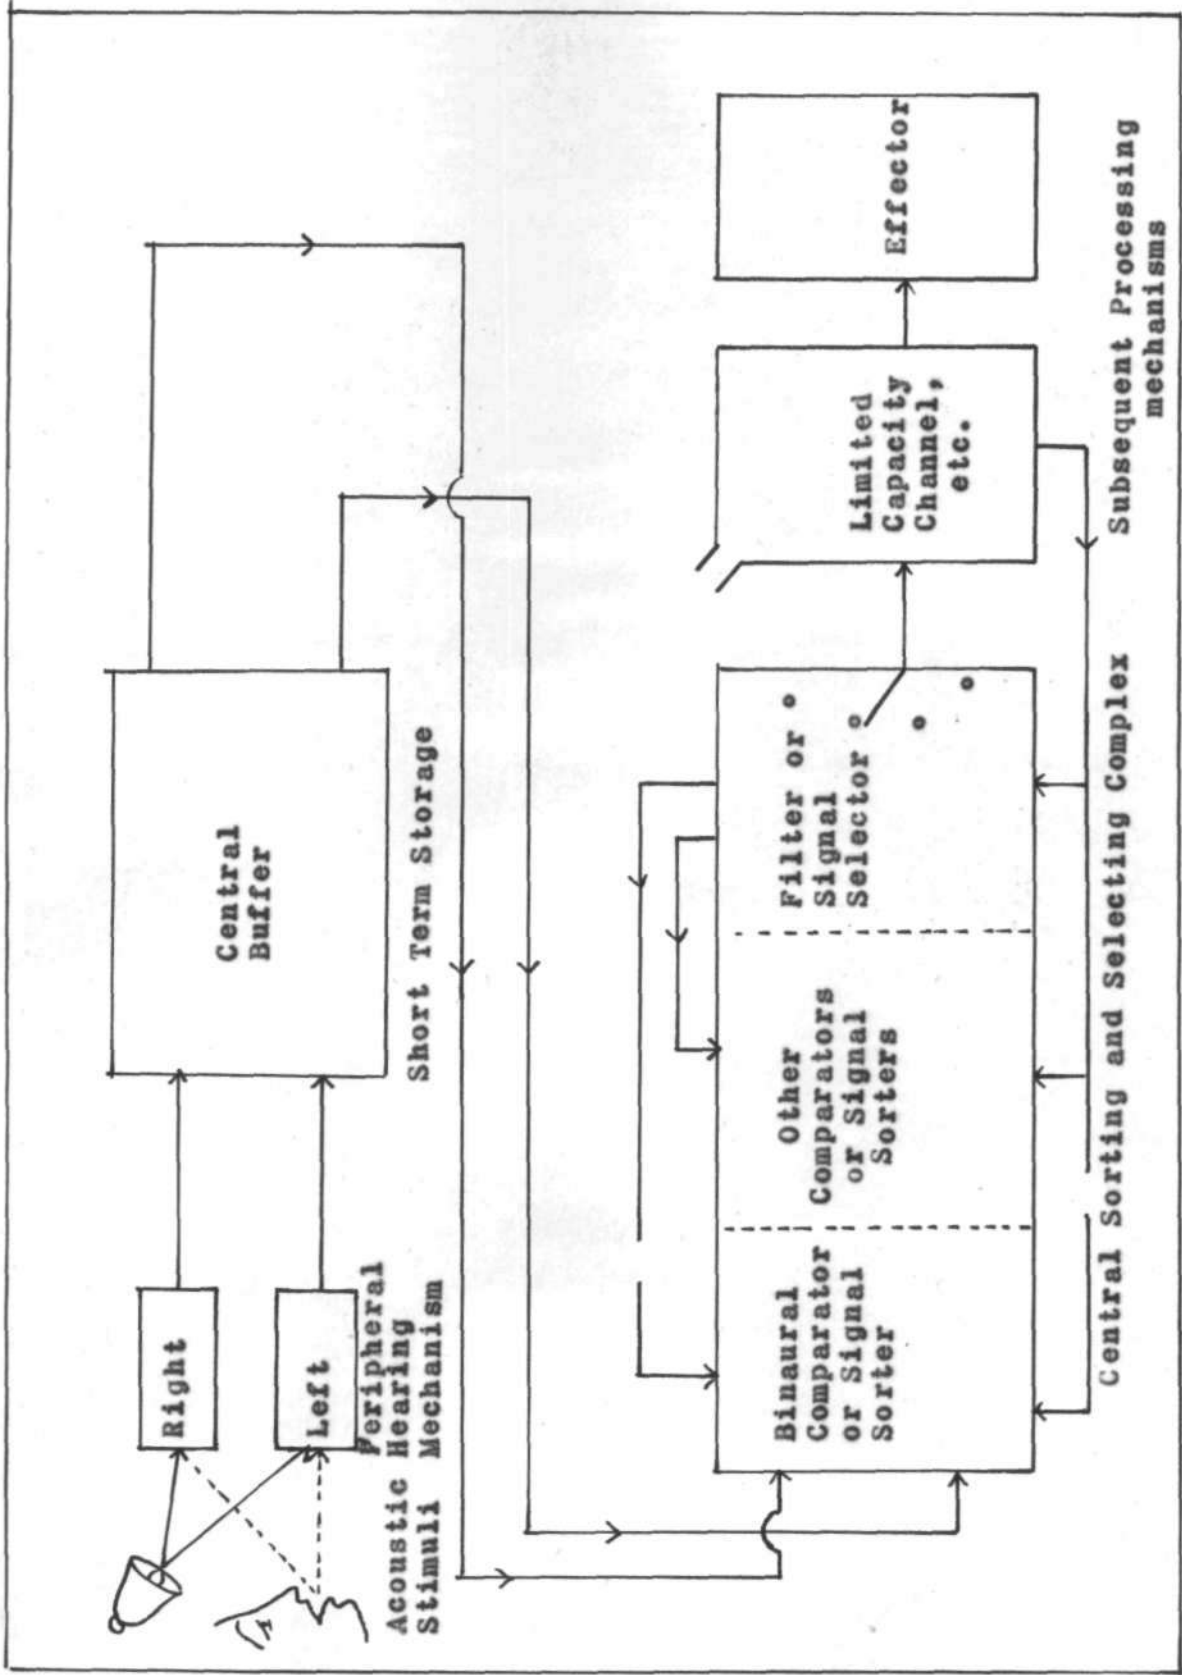 Right
Left
Acoustic
Stimuli
Peripheral
Hearing
Mechanism
Central
Buffer
Short Term Storage
Binaural
Comparator
or Signal
Sorter
Other
Comparators
or Signal
Sorters
Filter or
Signal
Selector
Limited
Capacity
Channel,
etc.
Effector
Central Sorting and Selecting Complex
Subsequent Processing
mechanisms